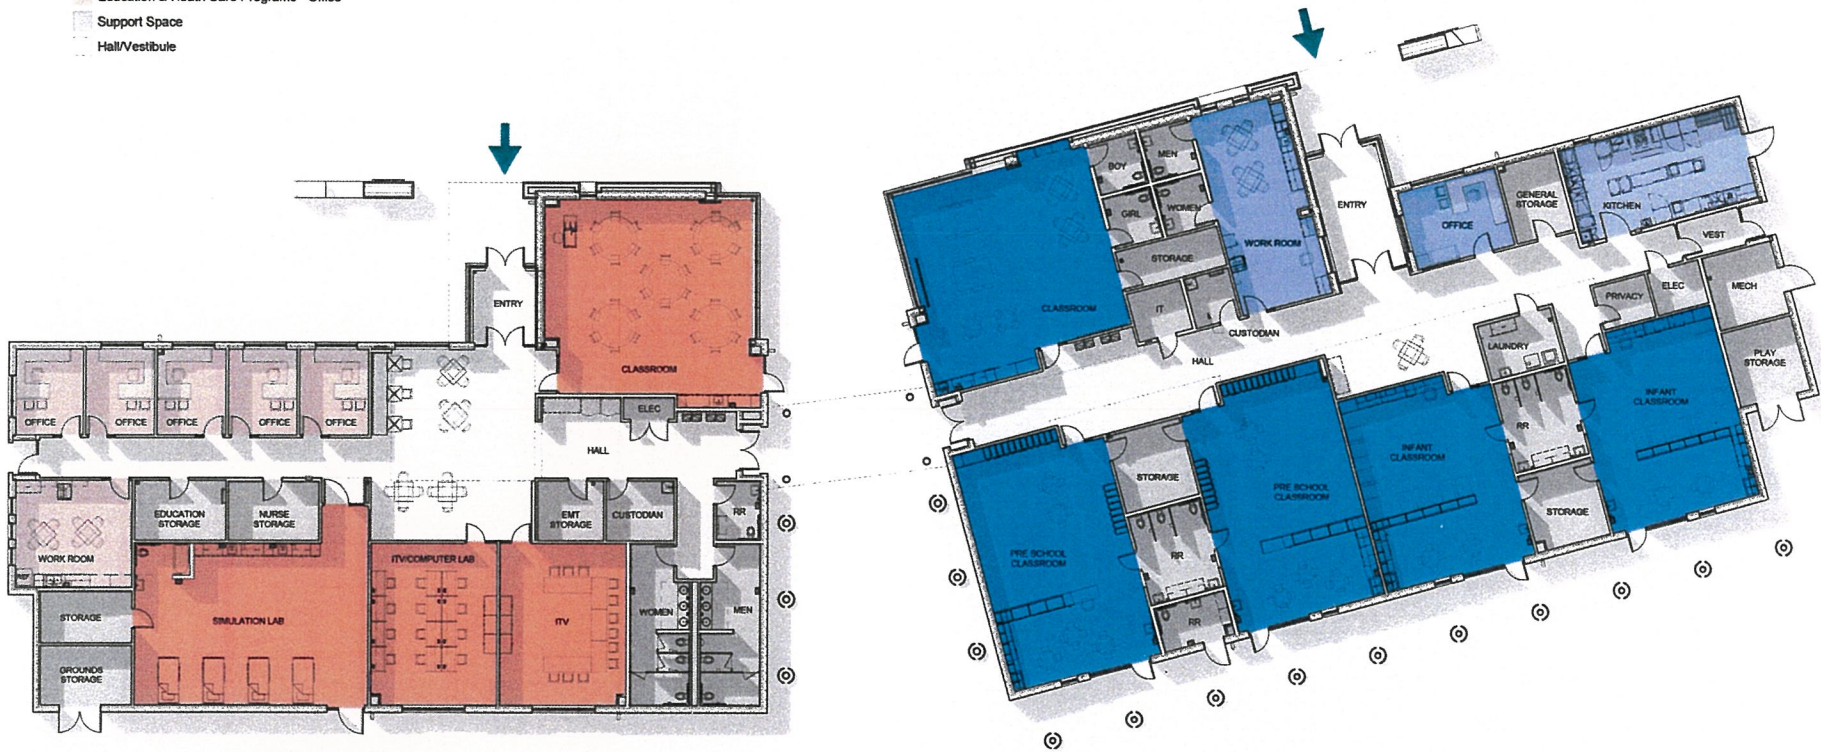 Support Space
Hall/Vestibule
ENTRY
CLASSROOM
OFFICE
OFFICE
OFFICE
OFFICE
OFFICE
ELEC
HALL
EDUCATION
STORAGE
NURSE
STORAGE
EMT
STORAGE
CUSTODIAN
RR
WORK ROOM
ITV/COMPUTER LAB
STORAGE
SIMULATION LAB
ITV
WOMEN
MEN
GROUNDS
STORAGE
BOY
MEN
GIRL
WOMEN
WORK ROOM
ENTRY
OFFICE
GENERAL
STORAGE
KITCHEN
VEST
STORAGE
CLASSROOM
IT
CUSTODIAN
HALL
PRIVACY
ELEC
MECH
LAUNDRY
PLAY
STORAGE
INFANT
CLASSROOM
RR
INFANT
CLASSROOM
STORAGE
PRE SCHOOL
CLASSROOM
STORAGE
PRE SCHOOL
CLASSROOM
RR
RR